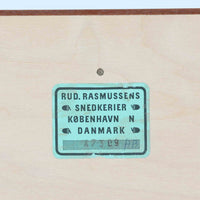 RUD. RASMUSSENS
SNEDKERIER
KØBENHAVN N
DANMARK